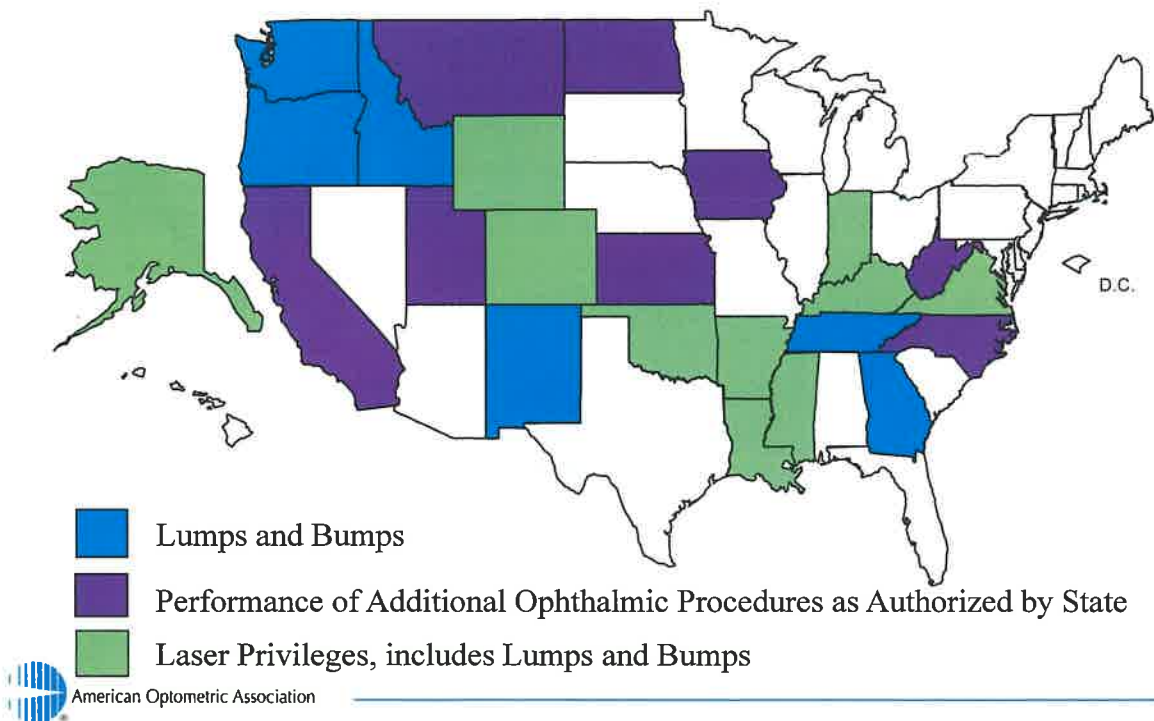 D.C.
Lumps and Bumps
Performance of Additional Ophthalmic Procedures as Authorized by State
Laser Privileges, includes Lumps and Bumps
American Optometric Association